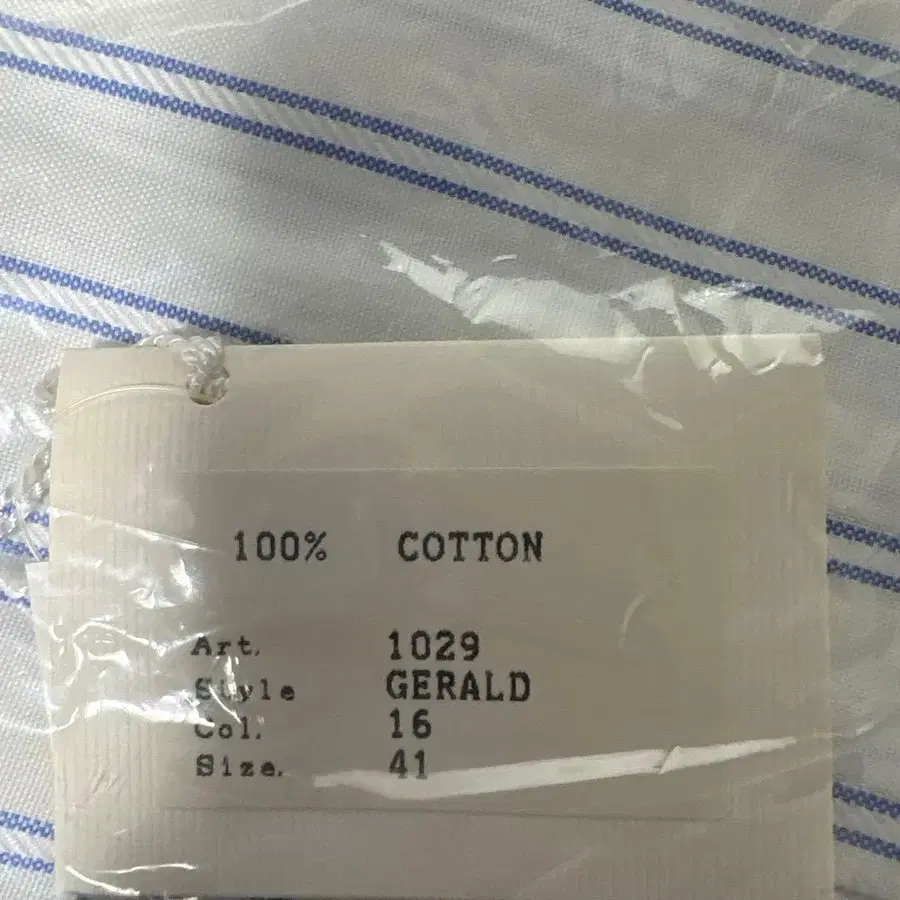 100% COTTON
Art. 1029
Style GERALD
Col. 16
Size. 41